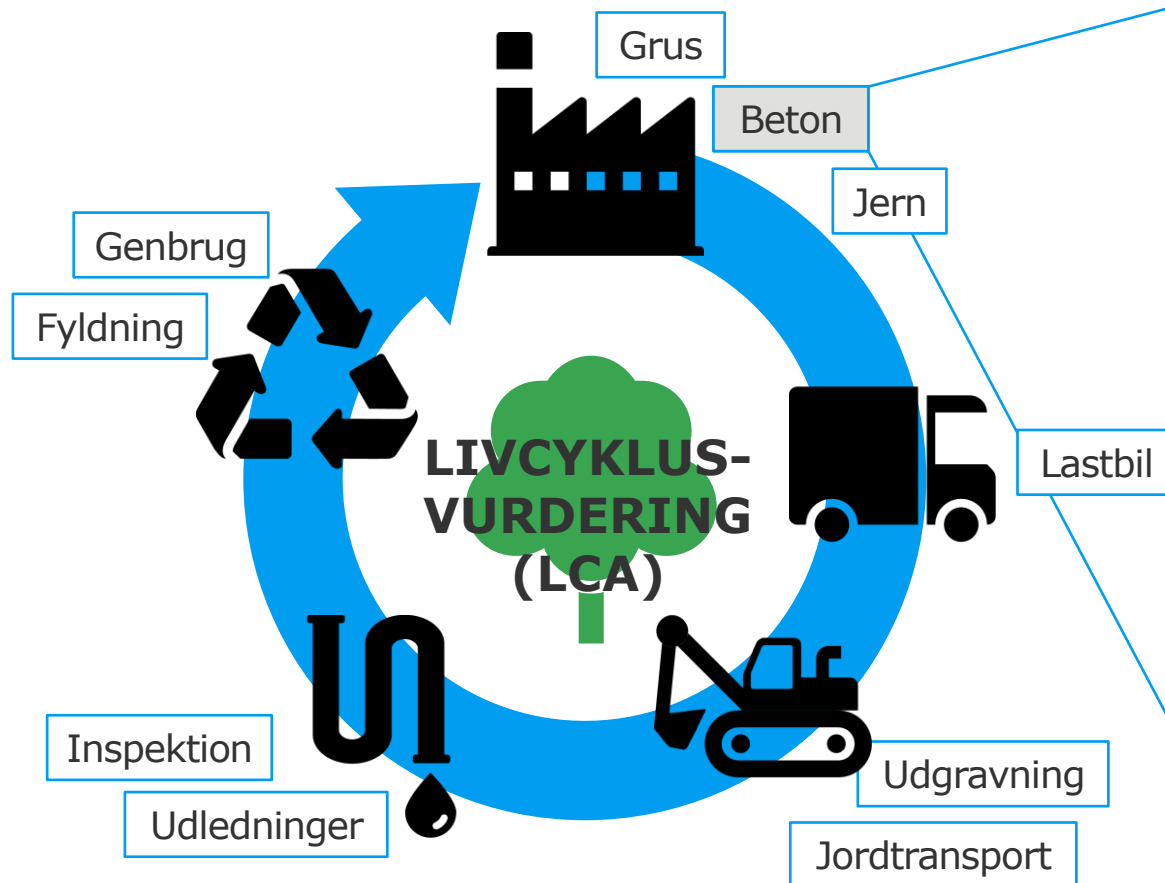 Grus
Beton
Jern
Genbrug
Fyldning
LIVCYKLUS-
VURDERING
(LCA)
Lastbil
Inspektion
Udledninger
Udgravning
Jordtransport